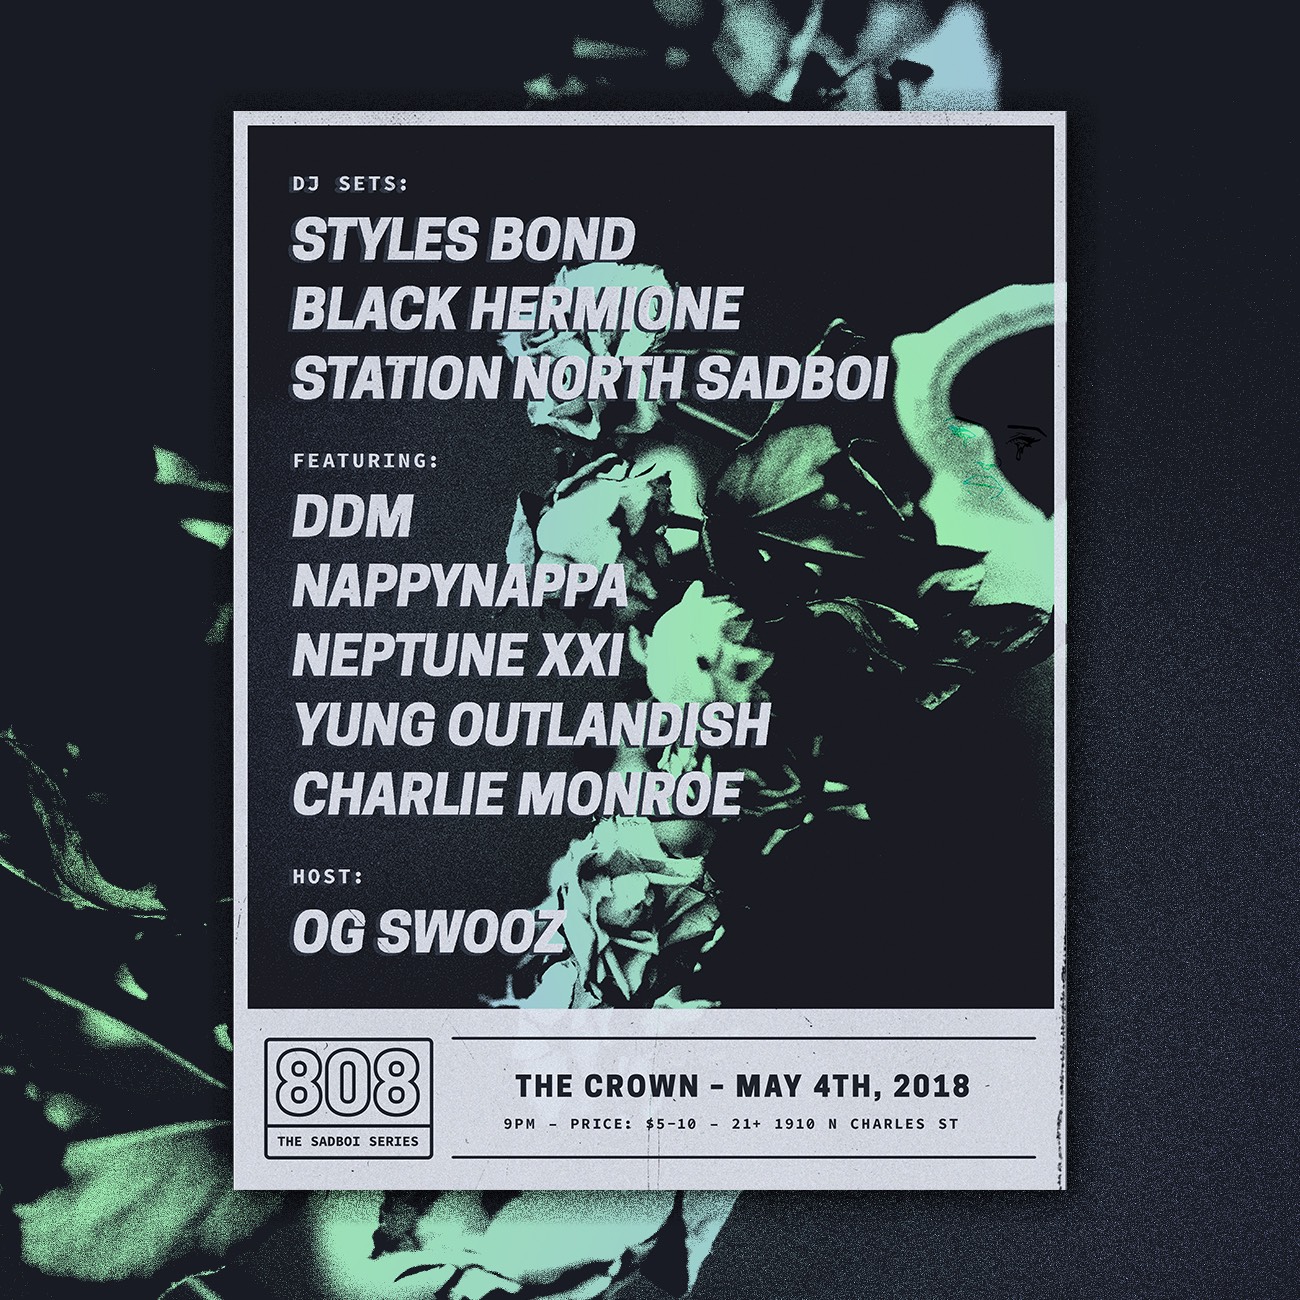 DJ SETS:
STYLES BOND
BLACK HERMIONE
STATION NORTH SADBOI
FEATURING:
DDM
NAPPYNAPPA
NEPTUNE XXI
YUNG OUTLANDISH
CHARLIE MONROE
HOST:
OG SWOOZ
808
THE SADBOI SERIES
THE CROWN – MAY 4TH, 2018
9PM – PRICE: $5-10 – 21+ 1910 N CHARLES ST